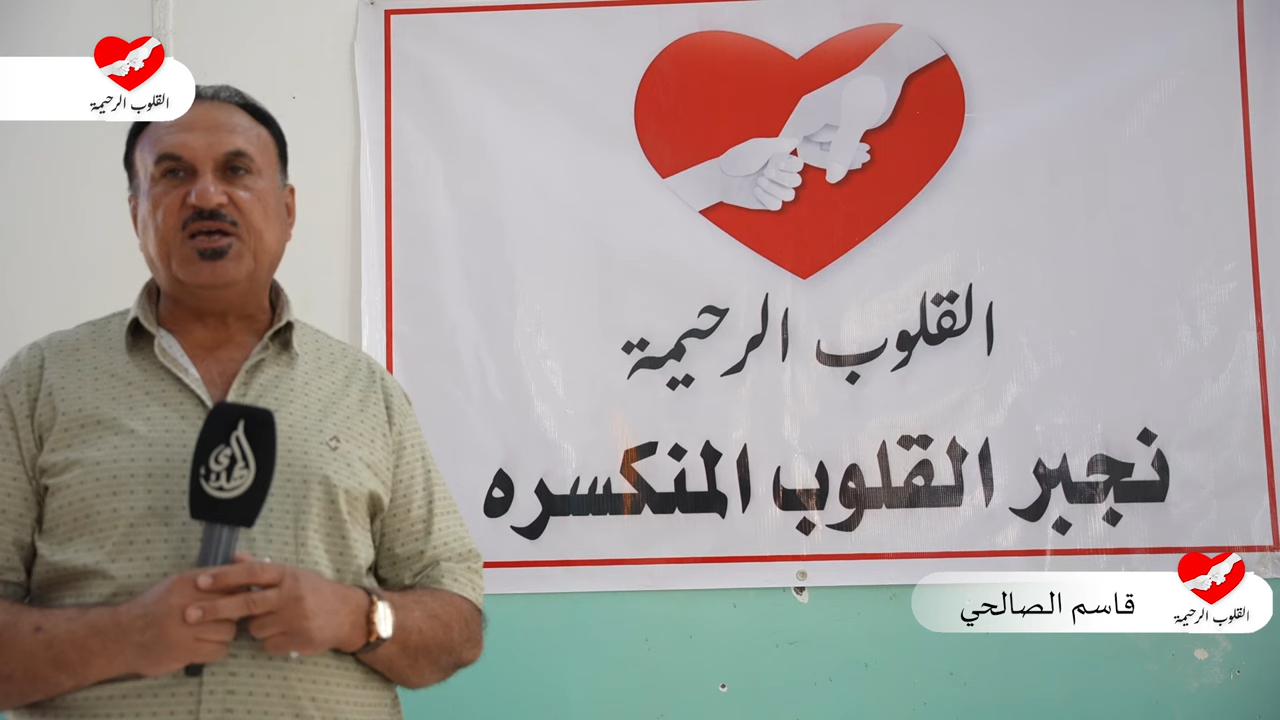 القلوب الرحيمة
القلوب الرحيمة
نجبر القلوب المنكسره
قاسم الصالحي
القلوب الرحيمة